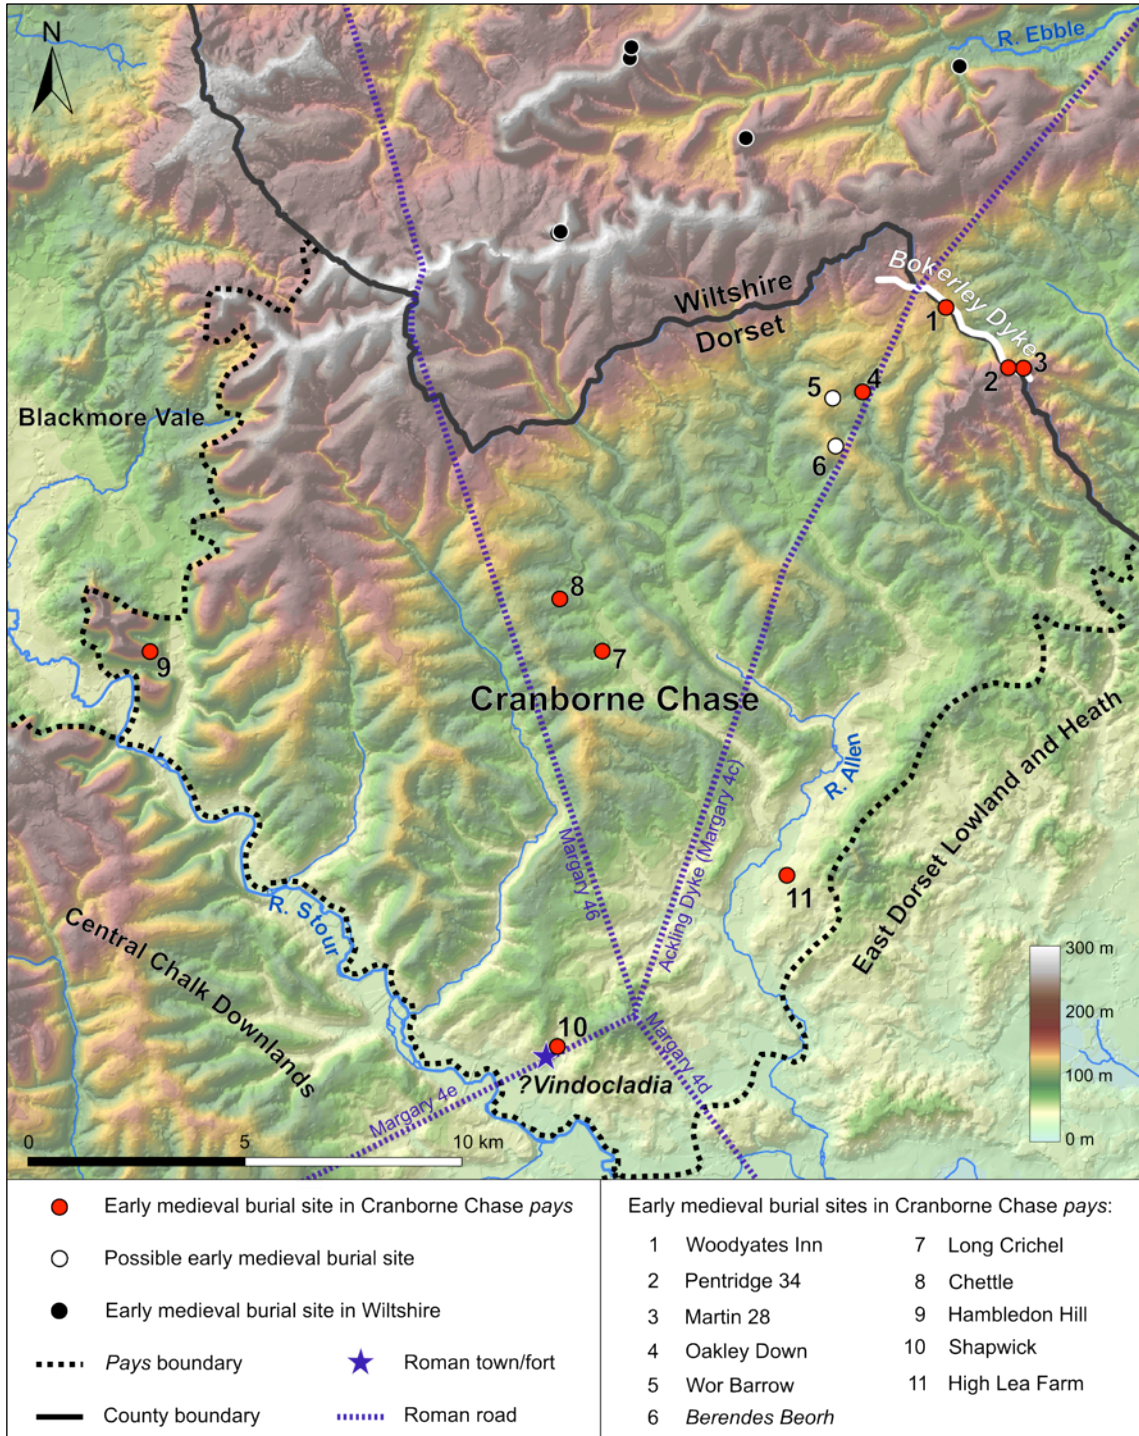 N
R. Ebble
Bokerley Dyke
Wiltshire
Dorset
1
2
3
4
5
6
Blackmore Vale
8
7
9
Cranborne Chase
R. Allen
Margary 46
Ackling Dyke (Margary 4c)
11
East Dorset Lowland and Heath
R. Stour
Central Chalk Downlands
10
?Vindocladia
Margary 4d
Margary 4e
300 m
200 m
100 m
0 m
0 5 10 km
Early medieval burial site in Cranborne Chase pays
Possible early medieval burial site
Early medieval burial site in Wiltshire
Pays boundary
Roman town/fort
County boundary
Roman road
Early medieval burial sites in Cranborne Chase pays:
1 Woodyates Inn
2 Pentridge 34
3 Martin 28
4 Oakley Down
5 Wor Barrow
6 Berendes Beorh
7 Long Crichel
8 Chettle
9 Hambledon Hill
10 Shapwick
11 High Lea Farm